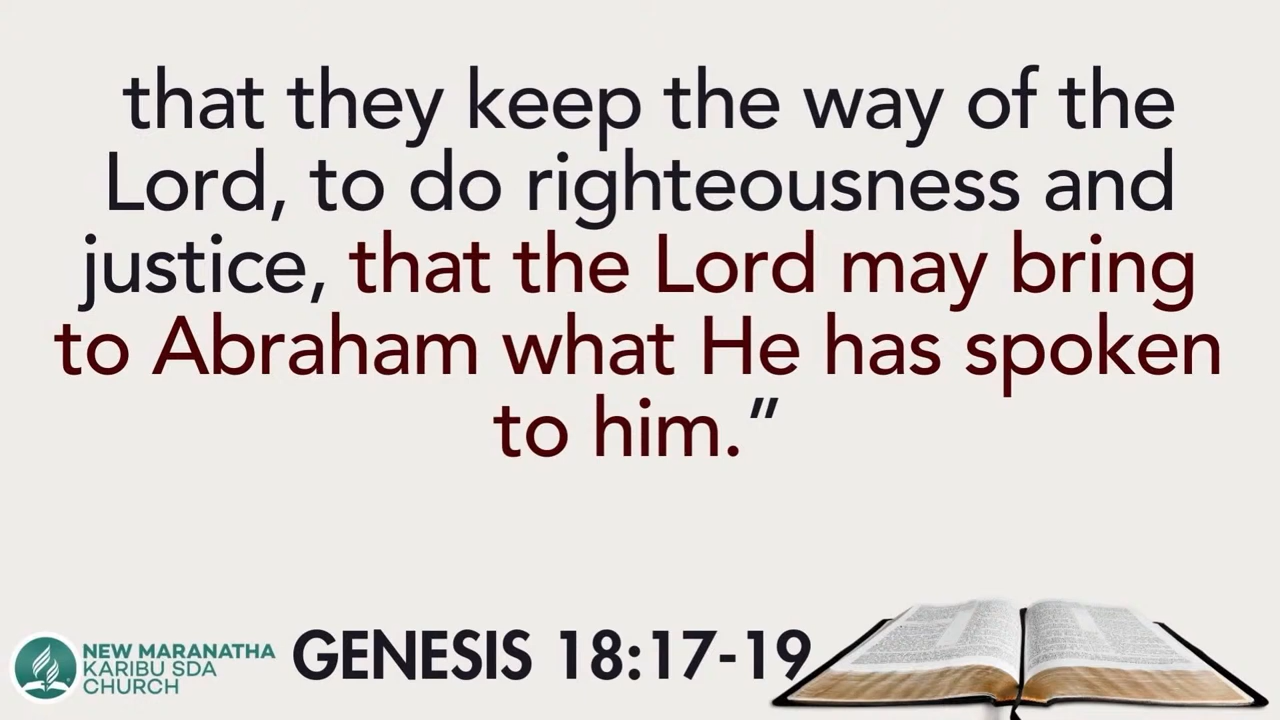 that they keep the way of the
Lord, to do righteousness and
justice, that the Lord may bring
to Abraham what He has spoken
to him.”
NEW MARANATHA
KARIBU SDA
CHURCH
GENESIS 18:17-19